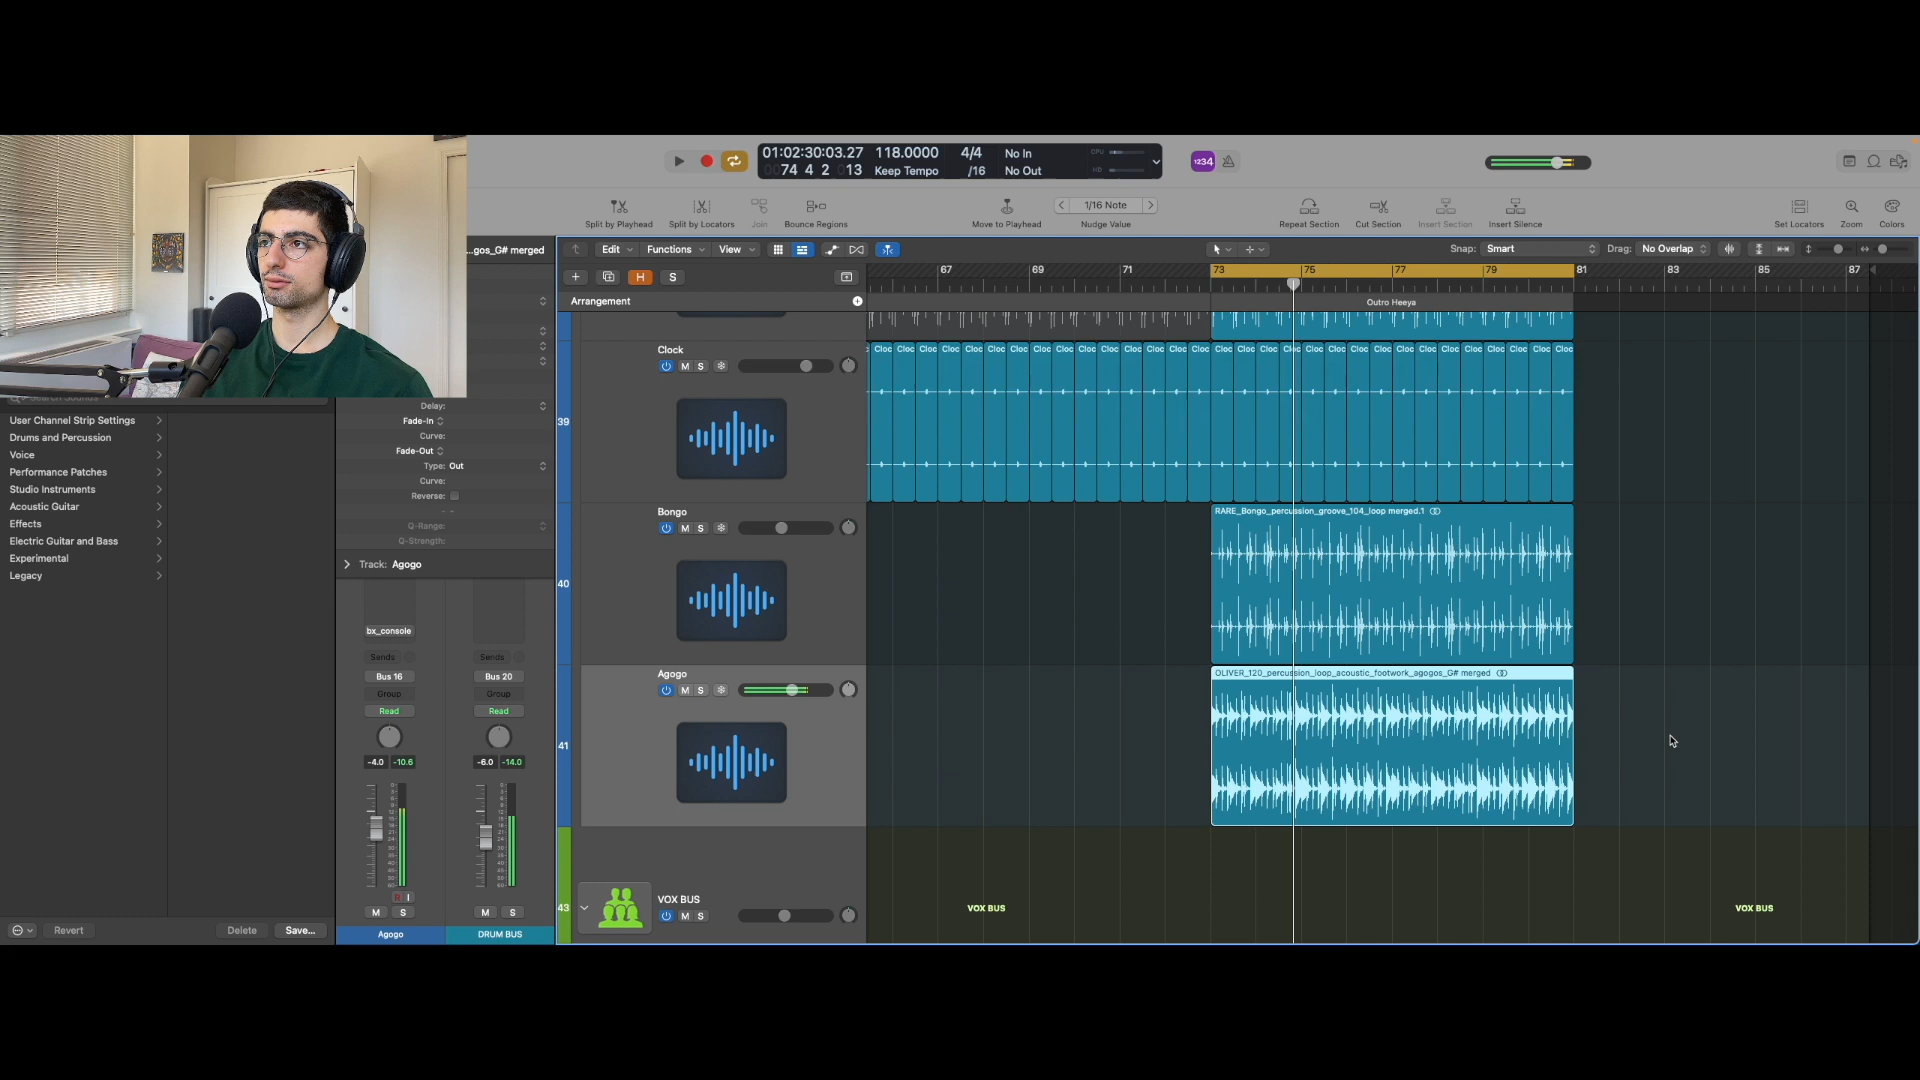 01:02:30:03.27
118.0000
4/4
No In
CPU
74 4 2 013
Keep Tempo
/16
No Out
HD
1234
Split by Playhead
Split by Locators
Join
Bounce Regions
Move to Playhead
1/16 Note
Nudge Value
Repeat Section
Cut Section
Insert Section
Insert Silence
Set Locators
Zoom
Colors
...gos_G# merged
Edit
Functions
View
Snap: Smart
Drag: No Overlap
H
S
67
69
71
73
75
77
79
81
83
85
87
Arrangement
Outro Heeya
Clock
M S
39
Cloc Cloc Cloc Cloc Cloc Cloc Cloc Cloc Cloc Cloc Cloc Cloc Cloc Cloc Cloc Cloc Cloc Cloc Cloc Cloc Cloc Cloc Cloc Cloc Cloc Cloc Cloc Cloc Cloc Cloc Cloc
Bongo
M S
40
RARE_Bongo_percussion_groove_104_loop merged.1
Agogo
M S
41
OLIVER_120_percussion_loop_acoustic_footwork_agogos_G# merged
VOX BUS
M S
43
VOX BUS
VOX BUS
Search Sounds
User Channel Strip Settings
Drums and Percussion
Voice
Performance Patches
Studio Instruments
Acoustic Guitar
Effects
Electric Guitar and Bass
Experimental
Legacy
Revert
Delete
Save...
Delay:
Fade-In
Curve:
Fade-Out
Type: Out
Curve:
Reverse:
Q-Range:
Q-Strength:
Track: Agogo
bx_console
Sends
Sends
Bus 16
Bus 20
Group
Group
Read
Read
-4.0 -10.6
-6.0 -14.0
R I
M S
M S
Agogo
DRUM BUS